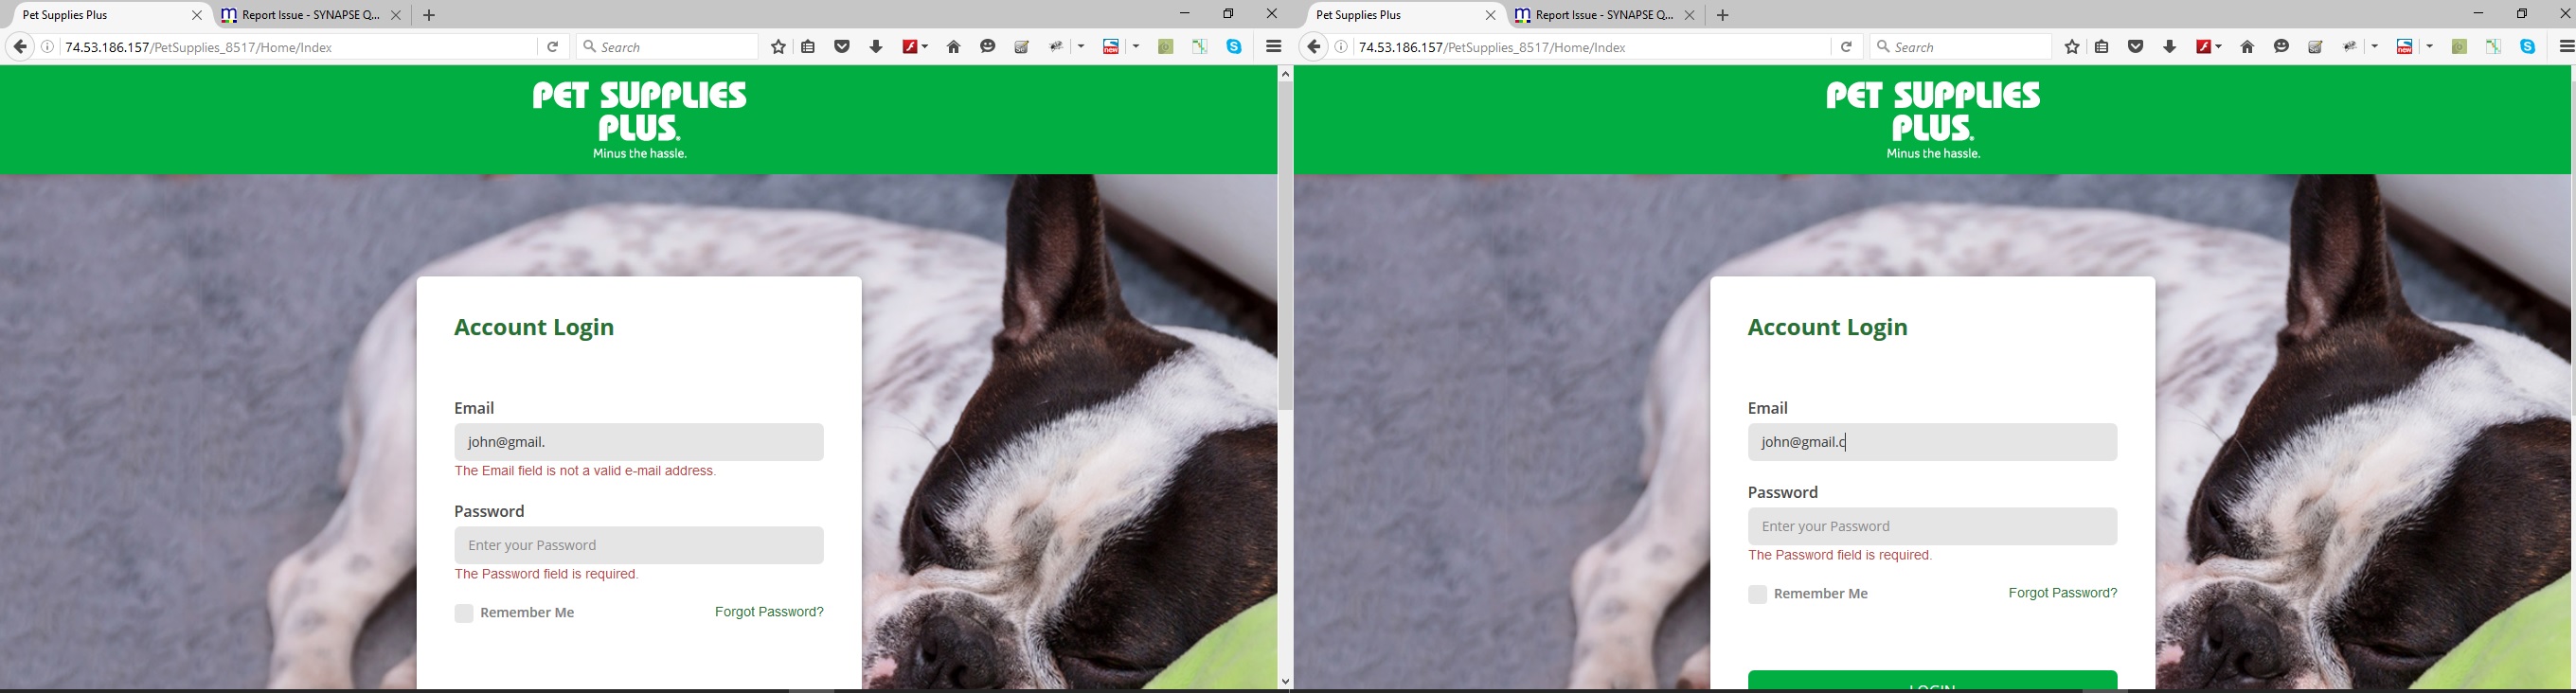 Pet Supplies Plus
Report Issue - SYNAPSE Q...
74.53.186.157/PetSupplies_8517/Home/Index
Search
new
PET SUPPLIES
PLUS.
Minus the hassle.
Account Login
Email
john@gmail.
The Email field is not a valid e-mail address.
Password
Enter your Password
The Password field is required.
Remember Me
Forgot Password?
Pet Supplies Plus
Report Issue - SYNAPSE Q...
74.53.186.157/PetSupplies_8517/Home/Index
Search
new
PET SUPPLIES
PLUS.
Minus the hassle.
Account Login
Email
john@gmail.c
Password
Enter your Password
The Password field is required.
Remember Me
Forgot Password?
LOGIN